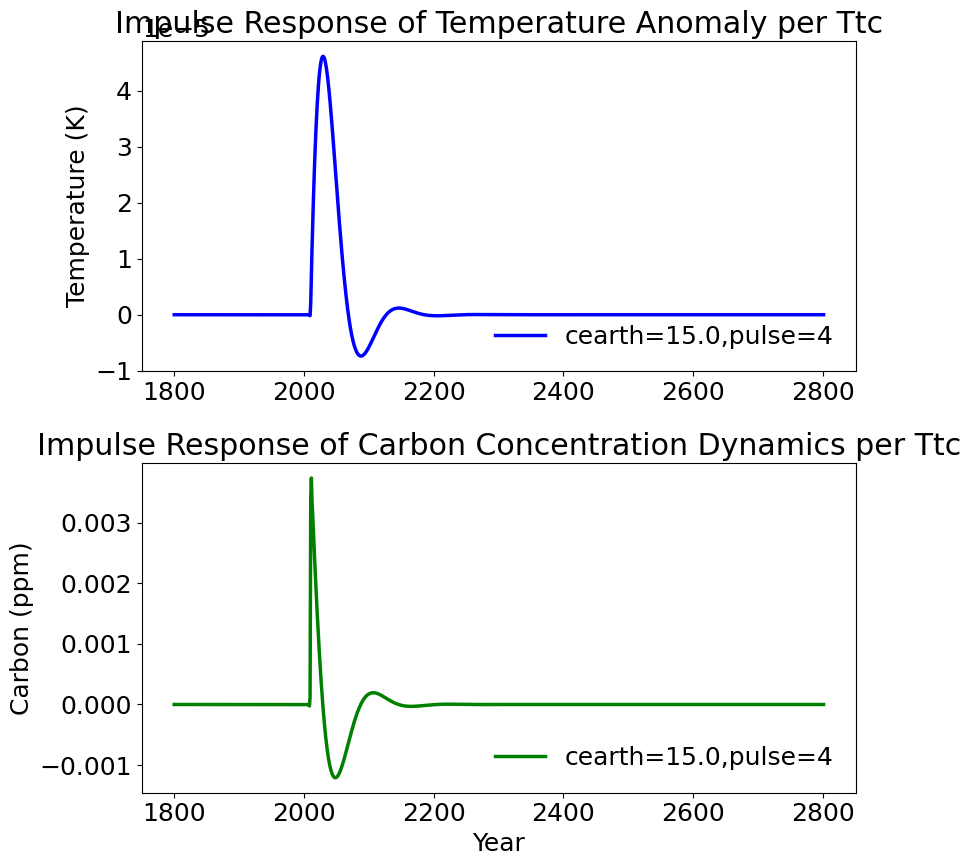 Impulse Response of Temperature Anomaly per Ttc
1e−5
4
3
2
1
0
−1
Temperature (K)
cearth=15.0,pulse=4
1800 2000 2200 2400 2600 2800
Impulse Response of Carbon Concentration Dynamics per Ttc
0.003
0.002
0.001
0.000
−0.001
Carbon (ppm)
cearth=15.0,pulse=4
1800 2000 2200 2400 2600 2800
Year